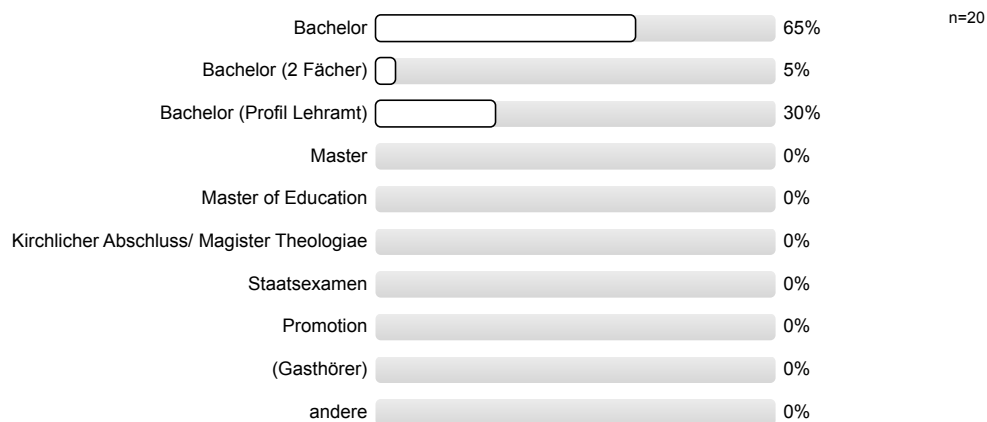 n=20
Bachelor 65%
Bachelor (2 Fächer) 5%
Bachelor (Profil Lehramt) 30%
Master 0%
Master of Education 0%
Kirchlicher Abschluss/ Magister Theologiae 0%
Staatsexamen 0%
Promotion 0%
(Gasthörer) 0%
andere 0%